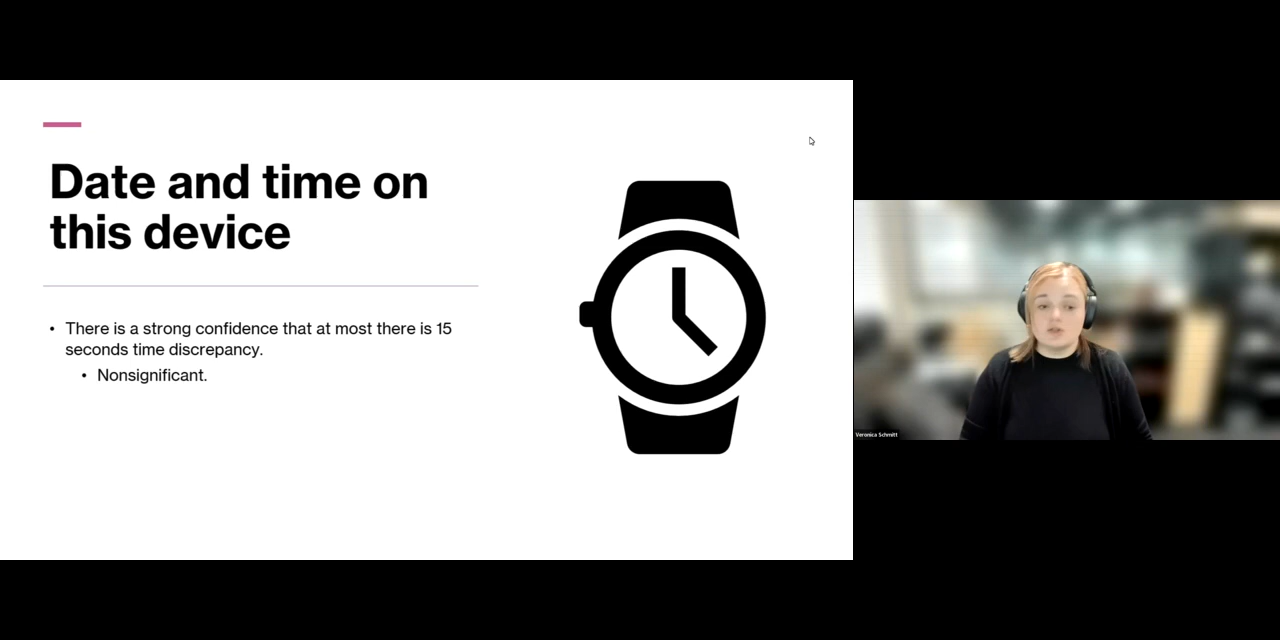 Date and time on
this device
• There is a strong confidence that at most there is 15
seconds time discrepancy.
• Nonsignificant.
Veronica Schmitt